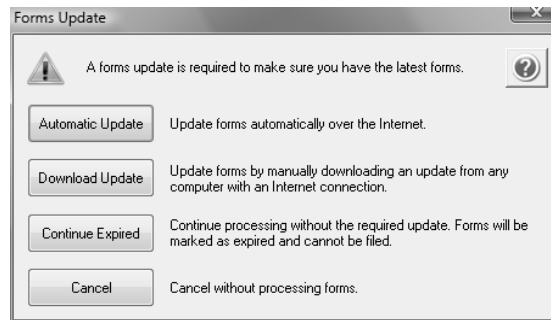 Forms Update
A forms update is required to make sure you have the latest forms.
Automatic Update
Update forms automatically over the Internet.
Download Update
Update forms by manually downloading an update from any
computer with an Internet connection.
Continue Expired
Continue processing without the required update. Forms will be
marked as expired and cannot be filed.
Cancel
Cancel without processing forms.